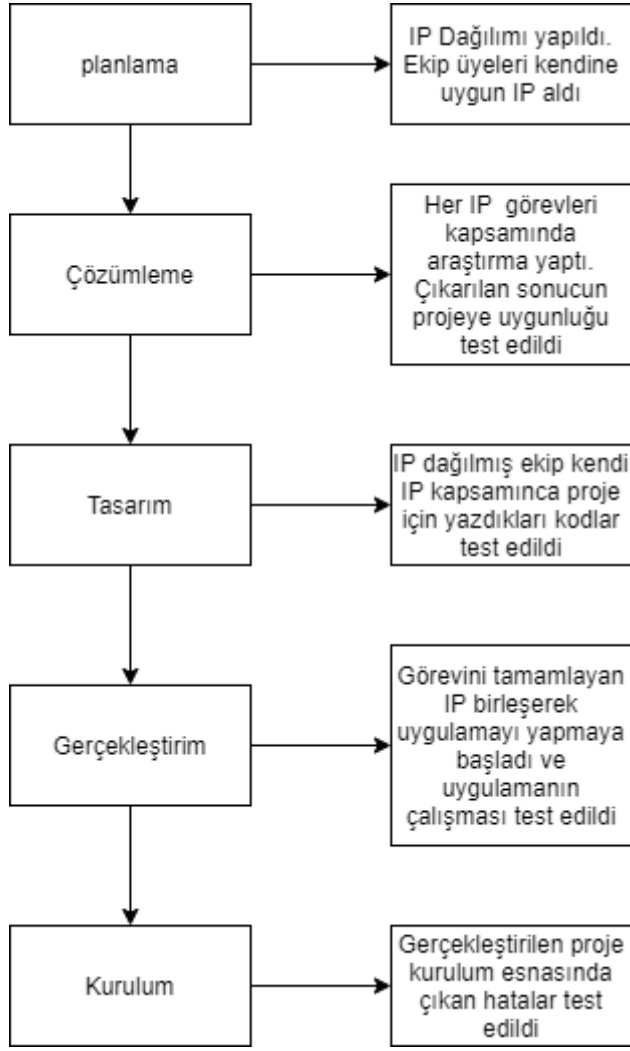 planlama
IP Dağılımı yapıldı.
Ekip üyeleri kendine
uygun IP aldı
Çözümleme
Her IP görevleri
kapsamında
araştırma yaptı.
Çıkarılan sonucun
projeye uygunluğu
test edildi
Tasarım
IP dağılmış ekip kendi
IP kapsamınca proje
için yazdıkları kodlar
test edildi
Gerçekleştirim
Görevini tamamlayan
IP birleşerek
uygulamayı yapmaya
başladı ve
uygulamanın
çalışması test edildi
Kurulum
Gerçekleştirilen proje
kurulum esnasında
çıkan hatalar test
edildi